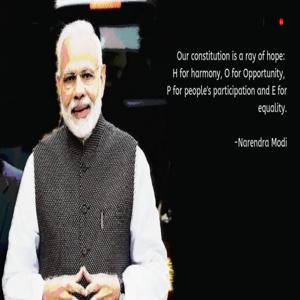 Our constitution is a ray of hope:
H for harmony, O for Opportunity,
P for people's participation and E for
equality.
-Narendra Modi